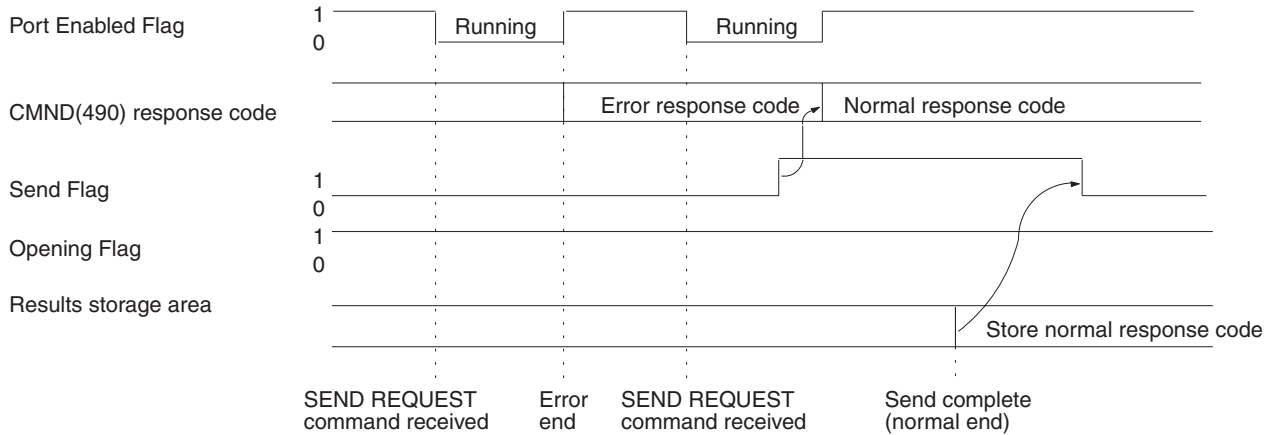 Port Enabled Flag
1
0
Running
Running
CMND(490) response code
Error response code
Normal response code
Send Flag
1
0
Opening Flag
1
0
Results storage area
Store normal response code
SEND REQUEST
command received
Error
end
SEND REQUEST
command received
Send complete
(normal end)